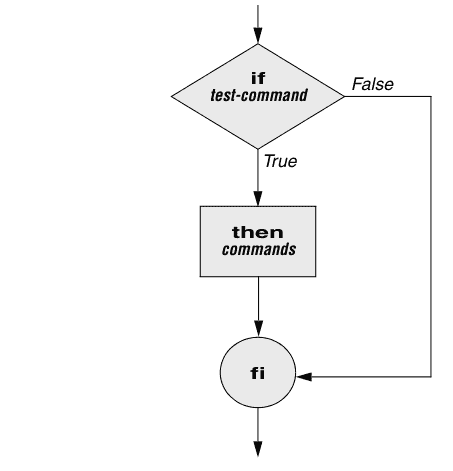 if
test-command
False
True
then
commands
fi